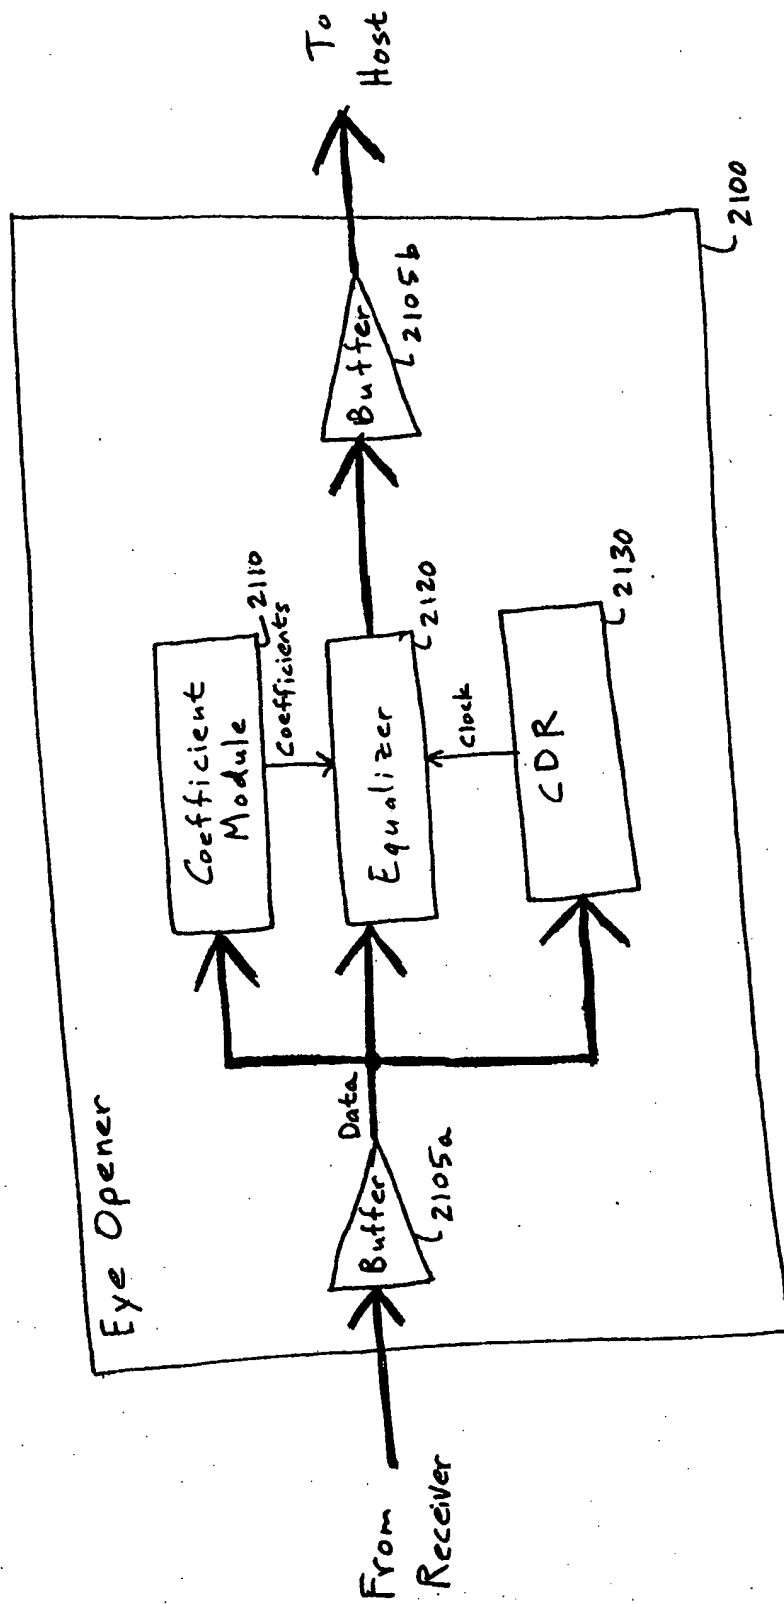 Eye Opener
From
Receiver
Buffer
2105a
Data
Coefficient
Module
2110
Coefficients
Equalizer
2120
Clock
CDR
2130
Buffer
2105b
To
Host
2100